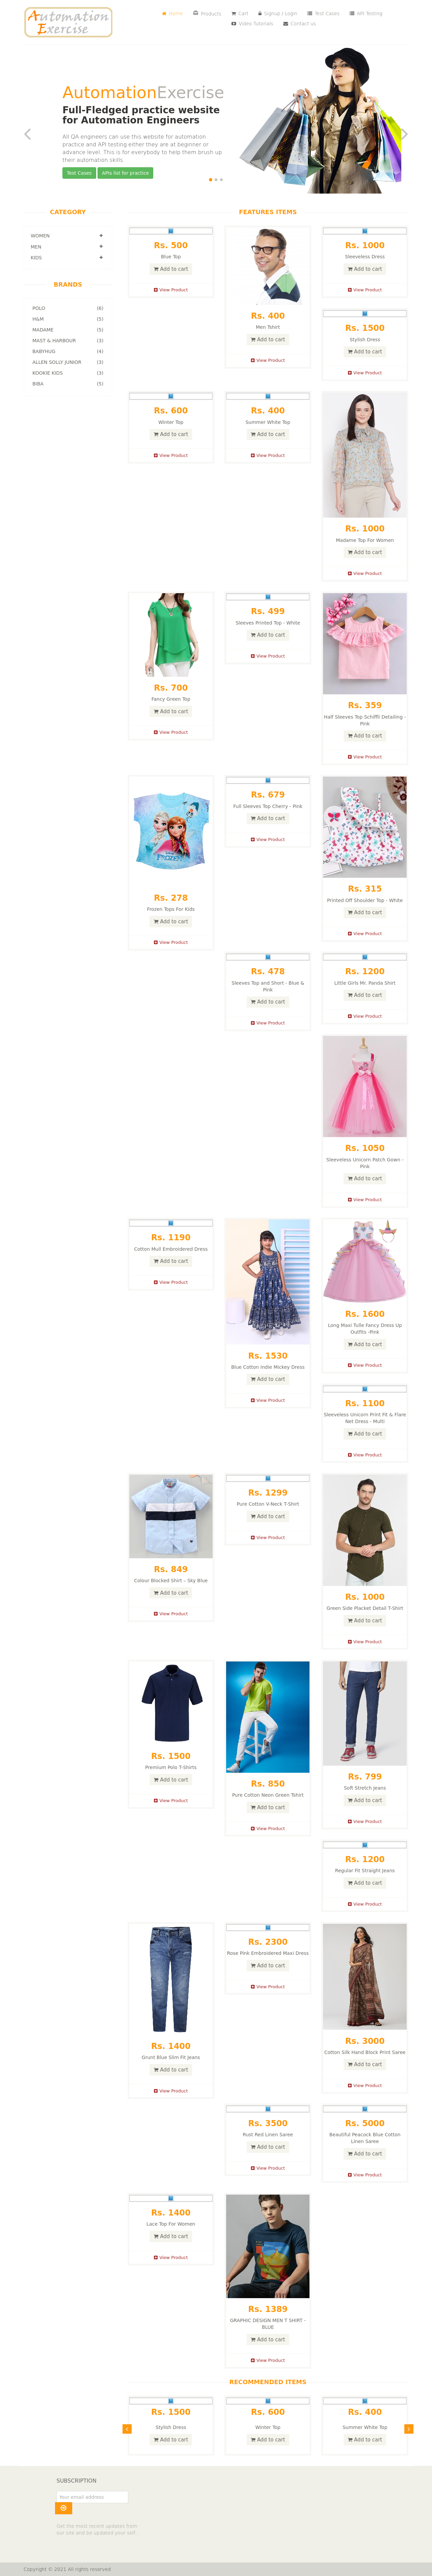 Automation
Exercise
Home
Products
Cart
Signup / Login
Test Cases
API Testing
Video Tutorials
Contact us
AutomationExercise
Full-Fledged practice website
for Automation Engineers
All QA engineers can use this website for automation
practice and API testing either they are at beginner or
advance level. This is for everybody to help them brush up
their automation skills.
Test Cases
APIs list for practice
CATEGORY
WOMEN
MEN
KIDS
BRANDS
POLO (6)
H&M (5)
MADAME (5)
MAST & HARBOUR (3)
BABYHUG (4)
ALLEN SOLLY JUNIOR (3)
KOOKIE KIDS (3)
BIBA (5)
FEATURES ITEMS
Rs. 500
Blue Top
Add to cart
View Product
Rs. 400
Men Tshirt
Add to cart
View Product
Rs. 1000
Sleeveless Dress
Add to cart
View Product
Rs. 1500
Stylish Dress
Add to cart
View Product
Rs. 600
Winter Top
Add to cart
View Product
Rs. 400
Summer White Top
Add to cart
View Product
Rs. 1000
Madame Top For Women
Add to cart
View Product
Rs. 700
Fancy Green Top
Add to cart
View Product
Rs. 499
Sleeves Printed Top - White
Add to cart
View Product
Rs. 359
Half Sleeves Top Schiffli Detailing -
Pink
Add to cart
View Product
Rs. 278
Frozen Tops For Kids
Add to cart
View Product
Rs. 679
Full Sleeves Top Cherry - Pink
Add to cart
View Product
Rs. 315
Printed Off Shoulder Top - White
Add to cart
View Product
Rs. 478
Sleeves Top and Short - Blue &
Pink
Add to cart
View Product
Rs. 1200
Little Girls Mr. Panda Shirt
Add to cart
View Product
Rs. 1050
Sleeveless Unicorn Patch Gown -
Pink
Add to cart
View Product
Rs. 1190
Cotton Mull Embroidered Dress
Add to cart
View Product
Rs. 1530
Blue Cotton Indie Mickey Dress
Add to cart
View Product
Rs. 1600
Long Maxi Tulle Fancy Dress Up
Outfits -Pink
Add to cart
View Product
Rs. 1100
Sleeveless Unicorn Print Fit & Flare
Net Dress - Multi
Add to cart
View Product
Rs. 849
Colour Blocked Shirt – Sky Blue
Add to cart
View Product
Rs. 1299
Pure Cotton V-Neck T-Shirt
Add to cart
View Product
Rs. 1000
Green Side Placket Detail T-Shirt
Add to cart
View Product
Rs. 1500
Premium Polo T-Shirts
Add to cart
View Product
Rs. 850
Pure Cotton Neon Green Tshirt
Add to cart
View Product
Rs. 799
Soft Stretch Jeans
Add to cart
View Product
Rs. 1200
Regular Fit Straight Jeans
Add to cart
View Product
Rs. 1400
Grunt Blue Slim Fit Jeans
Add to cart
View Product
Rs. 2300
Rose Pink Embroidered Maxi Dress
Add to cart
View Product
Rs. 3000
Cotton Silk Hand Block Print Saree
Add to cart
View Product
Rs. 3500
Rust Red Linen Saree
Add to cart
View Product
Rs. 5000
Beautiful Peacock Blue Cotton
Linen Saree
Add to cart
View Product
Rs. 1400
Lace Top For Women
Add to cart
View Product
Rs. 1389
GRAPHIC DESIGN MEN T SHIRT -
BLUE
Add to cart
View Product
RECOMMENDED ITEMS
Rs. 1500
Stylish Dress
Add to cart
Rs. 600
Winter Top
Add to cart
Rs. 400
Summer White Top
Add to cart
SUBSCRIPTION
Your email address
Get the most recent updates from
our site and be updated your self
Copyright © 2021 All rights reserved